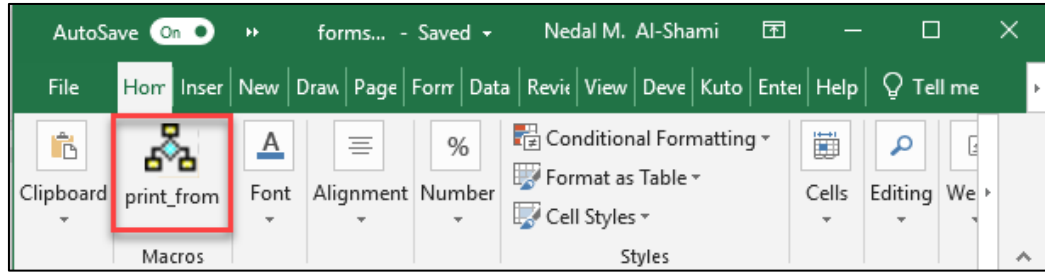 AutoSave On forms... - Saved Nedal M. Al-Shami
File Hom Inser New Draw Page Form Data Revie View Deve Kuto Enter Help Tell me
Clipboard print_from Font Alignment % Number Conditional Formatting Cells Editing We
Format as Table
Cell Styles
Macros Styles